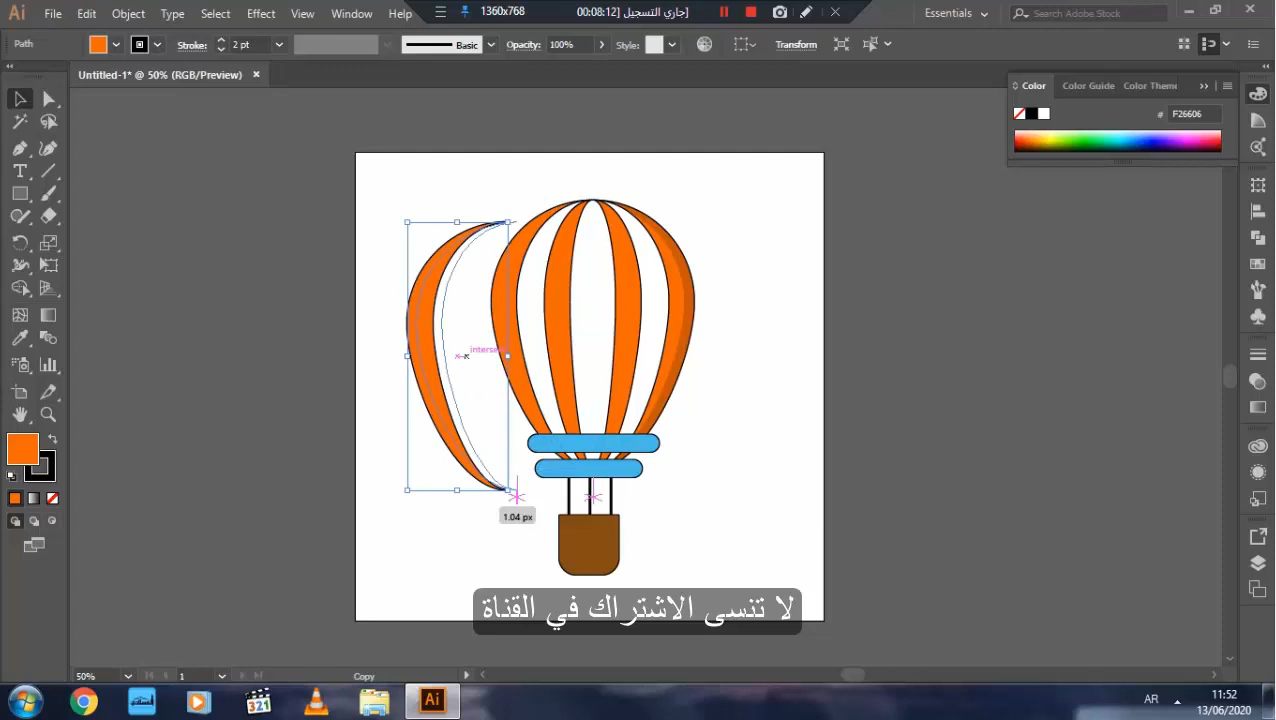 Ai File Edit Object Type Select Effect View Window Help
1360x768 00:08:12 [جاري التسجيل]
Essentials Search Adobe Stock
Path Stroke: 2 pt Basic Opacity: 100% Style: Transform
Untitled-1* @ 50% (RGB/Preview)
Color Color Guide Color Theme
# F26606
intersect
1.04 px
لا تنسى الاشتراك في القناة
50% 1 Copy
321 Ai AR 11:52
13/06/2020